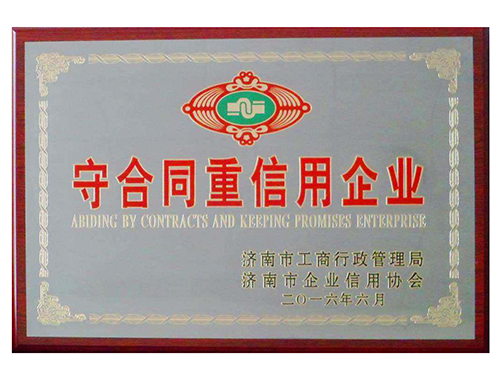 守合同重信用企业
ABIDING BY CONTRACTS AND KEEPING PROMISES ENTERPRISE
济南市工商行政管理局
济南市企业信用协会
二〇一六年六月